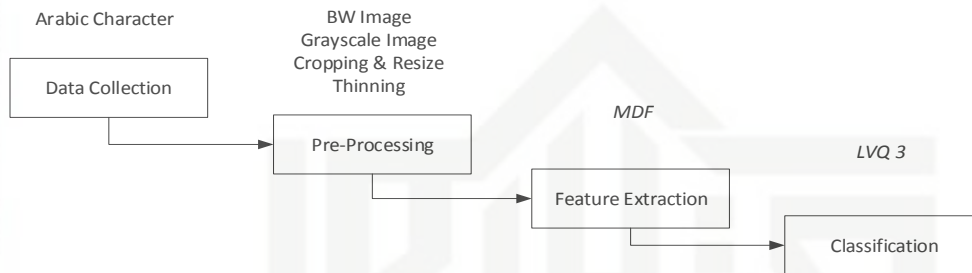 Arabic Character
Data Collection
BW Image
Grayscale Image
Cropping & Resize
Thinning
Pre-Processing
MDF
Feature Extraction
LVQ 3
Classification